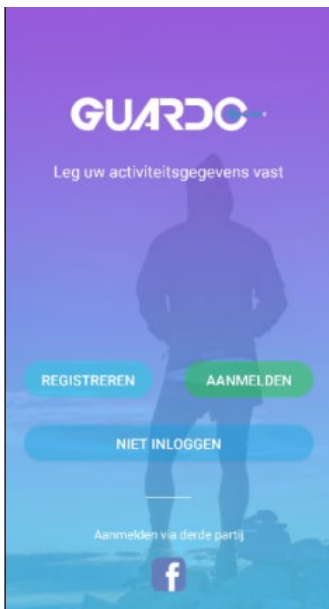 GUARDO
Leg uw activiteitsgegevens vast
REGISTREREN
AANMELDEN
NIET INLOGGEN
Aanmelden via derde partij
f